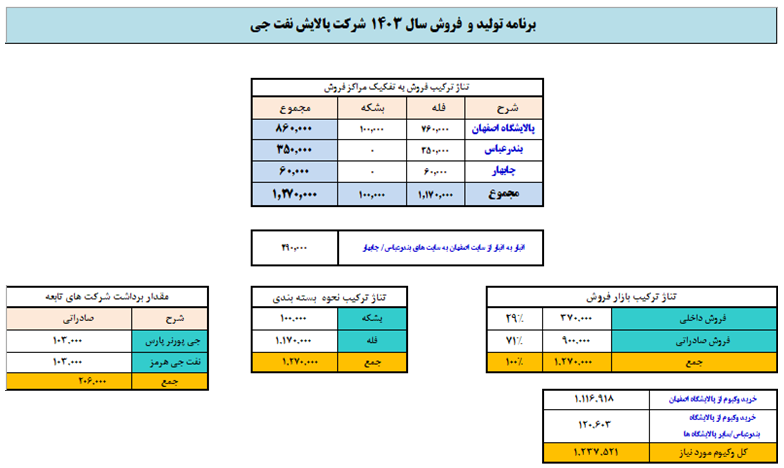 برنامه تولید و فروش سال ۱۴۰۳ شرکت پالایش نفت جی
تناژ ترکیب فروش به تفکیک مراکز فروش
شرح فله بشکه مجموع
پالایشگاه اصفهان ۷۶۰,۰۰۰ ۱۰۰,۰۰۰ ۸۶۰,۰۰۰
بندرعباس ۳۵۰,۰۰۰ ۰ ۳۵۰,۰۰۰
چابهار ۶۰,۰۰۰ ۰ ۶۰,۰۰۰
مجموع ۱,۱۷۰,۰۰۰ ۱۰۰,۰۰۰ ۱,۲۷۰,۰۰۰
انبار به انبار از سایت اصفهان به سایت های بندرعباس/ چابهار ۲۹۰,۰۰۰
تناژ ترکیب بازار فروش
فروش داخلی ۳۷۰.۰۰۰ ۲۹٪
فروش صادراتی ۹۰۰.۰۰۰ ۷۱٪
جمع ۱.۲۷۰.۰۰۰ ۱۰۰٪
تناژ ترکیب نحوه بسته بندی
بشکه ۱۰۰.۰۰۰
فله ۱.۱۷۰.۰۰۰
جمع ۱.۲۷۰.۰۰۰
مقدار برداشت شرکت های تابعه
شرح صادراتی
جی پورنر پارس ۱۰۳.۰۰۰
نفت جی هرمز ۱۰۳.۰۰۰
جمع ۲۰۶.۰۰۰
خرید وکیوم از پالایشگاه اصفهان ۱.۱۱۶.۹۱۸
خرید وکیوم از پالایشگاه
بندرعباس/سایر پالایشگاه ها ۱۲۰.۶۰۳
کل وکیوم مورد نیاز ۱.۲۳۷.۵۲۱